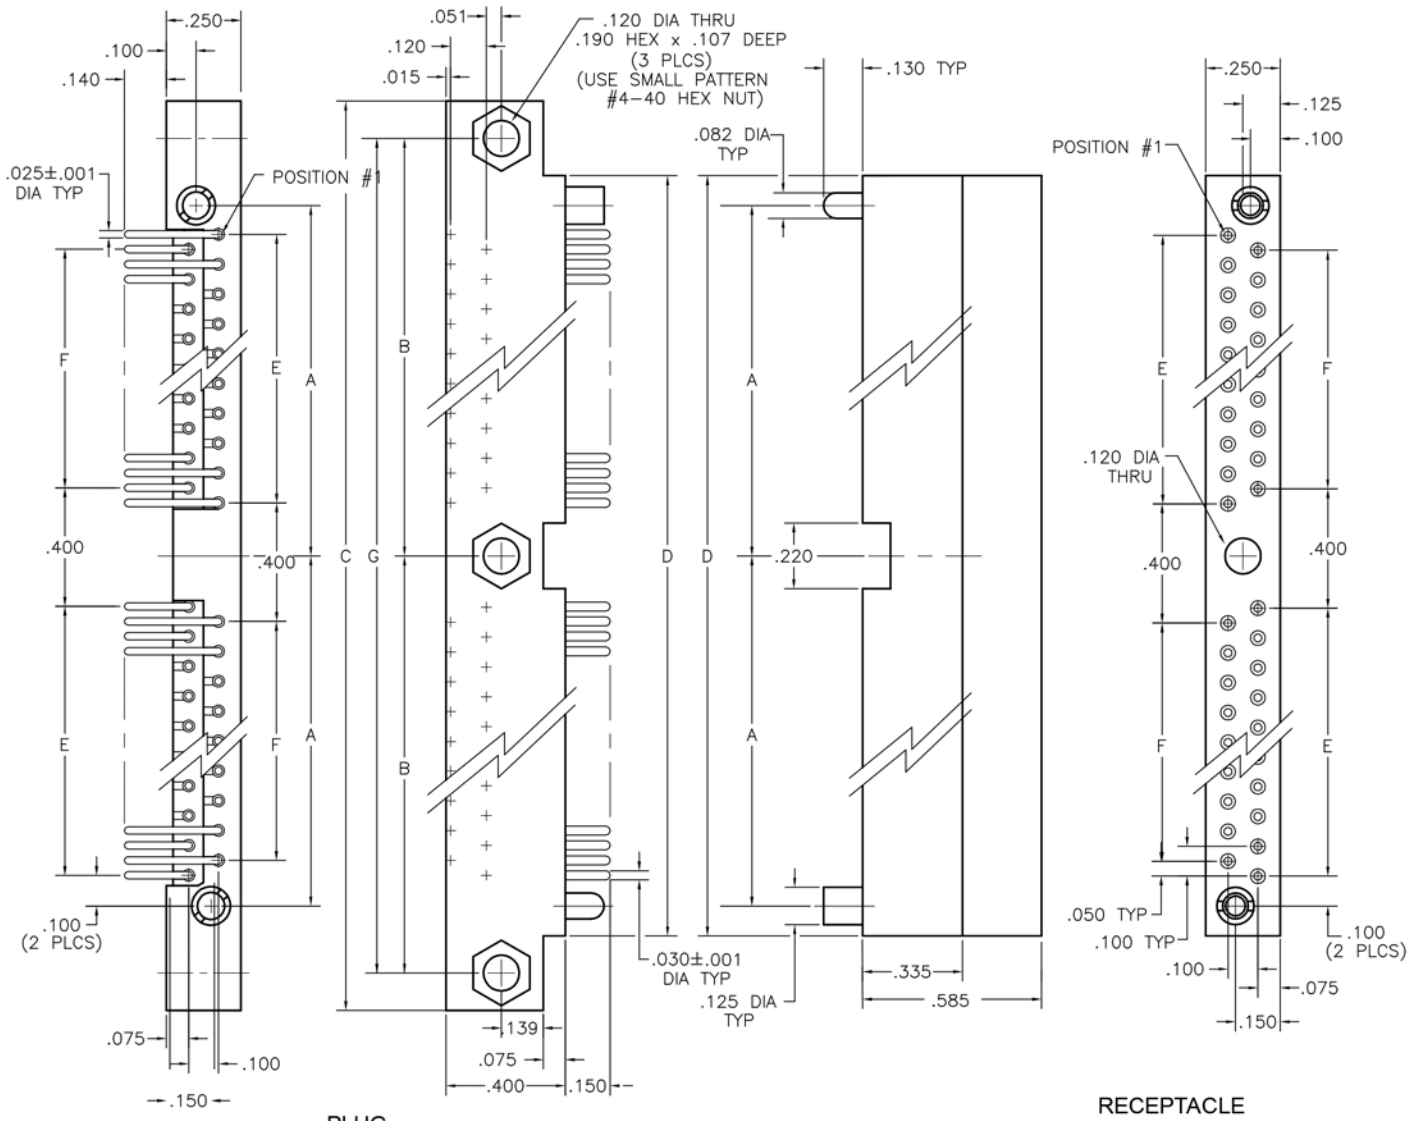 .250
.100
.140
.025±.001
DIA TYP
POSITION #1
F
E
A
.400
.400
E
F
A
.100
(2 PLCS)
.075
.100
.150
.051
.120
.015
.120 DIA THRU
.190 HEX x .107 DEEP
(3 PLCS)
(USE SMALL PATTERN
#4-40 HEX NUT)
B
C
G
D
B
.030±.001
DIA TYP
.139
.075
.400
.150
.130 TYP
.082 DIA
TYP
A
D
.220
A
.125 DIA
TYP
.335
.585
.250
.125
.100
POSITION #1
E
F
.120 DIA
THRU
.400
.400
F
E
.050 TYP
.100 TYP
.100
(2 PLCS)
.100
.075
.150
RECEPTACLE